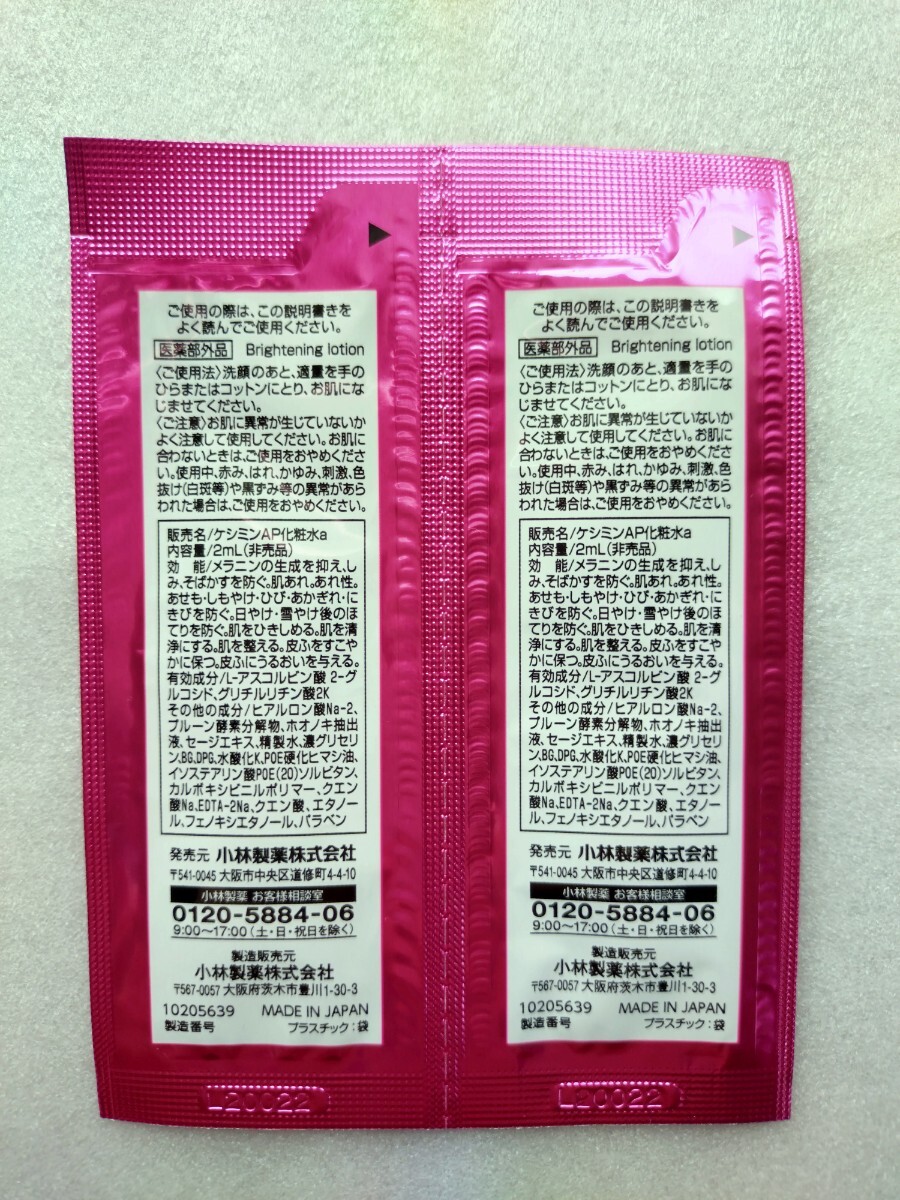 ご使用の際は、この説明書きを
よく読んでご使用ください。
医薬部外品 Brightening lotion
〈ご使用法〉洗顔のあと、適量を手の
ひらまたはコットンにとり、お肌にな
じませてください。
〈ご注意〉お肌に異常が生じていないか
よく注意して使用してください。お肌に
合わないときは、ご使用をおやめくださ
い。使用中、赤み、はれ、かゆみ、刺激、色
抜け(白斑等)や黒ずみ等の異常があら
われた場合は、ご使用をおやめください。
販売名/ケシミンAP化粧水a
内容量/2mL(非売品)
効 能/メラニンの生成を抑え、し
み、そばかすを防ぐ。肌あれ。あれ性。
あせも・しもやけ・ひび・あかぎれ・に
きびを防ぐ。日やけ・雪やけ後のほ
てりを防ぐ。肌をひきしめる。肌を清
浄にする。肌を整える。皮ふをすこや
かに保つ。皮ふにうるおいを与える。
有効成分/L-アスコルビン酸 2-グ
ルコシド、グリチルリチン酸2K
その他の成分/ヒアルロン酸Na-2、
プルーン酵素分解物、ホオノキ抽出
液、セージエキス、精製水、濃グリセリ
ン、BG、DPG、水酸化K、POE硬化ヒマシ油、
イソステアリン酸POE(20)ソルビタン、
カルボキシビニルポリマー、クエン
酸Na、EDTA-2Na、クエン酸、エタノー
ル、フェノキシエタノール、パラベン
発売元 小林製薬株式会社
〒541-0045 大阪市中央区道修町4-4-10
小林製薬 お客様相談室
0120-5884-06
9:00〜17:00(土・日・祝日を除く)
製造販売元
小林製薬株式会社
〒567-0057 大阪府茨木市豊川1-30-3
10205639 MADE IN JAPAN
製造番号 プラスチック:袋
L20022
ご使用の際は、この説明書きを
よく読んでご使用ください。
医薬部外品 Brightening lotion
〈ご使用法〉洗顔のあと、適量を手の
ひらまたはコットンにとり、お肌にな
じませてください。
〈ご注意〉お肌に異常が生じていないか
よく注意して使用してください。お肌に
合わないときは、ご使用をおやめくださ
い。使用中、赤み、はれ、かゆみ、刺激、色
抜け(白斑等)や黒ずみ等の異常があら
われた場合は、ご使用をおやめください。
販売名/ケシミンAP化粧水a
内容量/2mL(非売品)
効 能/メラニンの生成を抑え、し
み、そばかすを防ぐ。肌あれ。あれ性。
あせも・しもやけ・ひび・あかぎれ・に
きびを防ぐ。日やけ・雪やけ後のほ
てりを防ぐ。肌をひきしめる。肌を清
浄にする。肌を整える。皮ふをすこや
かに保つ。皮ふにうるおいを与える。
有効成分/L-アスコルビン酸 2-グ
ルコシド、グリチルリチン酸2K
その他の成分/ヒアルロン酸Na-2、
プルーン酵素分解物、ホオノキ抽出
液、セージエキス、精製水、濃グリセリ
ン、BG、DPG、水酸化K、POE硬化ヒマシ油、
イソステアリン酸POE(20)ソルビタン、
カルボキシビニルポリマー、クエン
酸Na、EDTA-2Na、クエン酸、エタノー
ル、フェノキシエタノール、パラベン
発売元 小林製薬株式会社
〒541-0045 大阪市中央区道修町4-4-10
小林製薬 お客様相談室
0120-5884-06
9:00〜17:00(土・日・祝日を除く)
製造販売元
小林製薬株式会社
〒567-0057 大阪府茨木市豊川1-30-3
10205639 MADE IN JAPAN
製造番号 プラスチック:袋
L20022